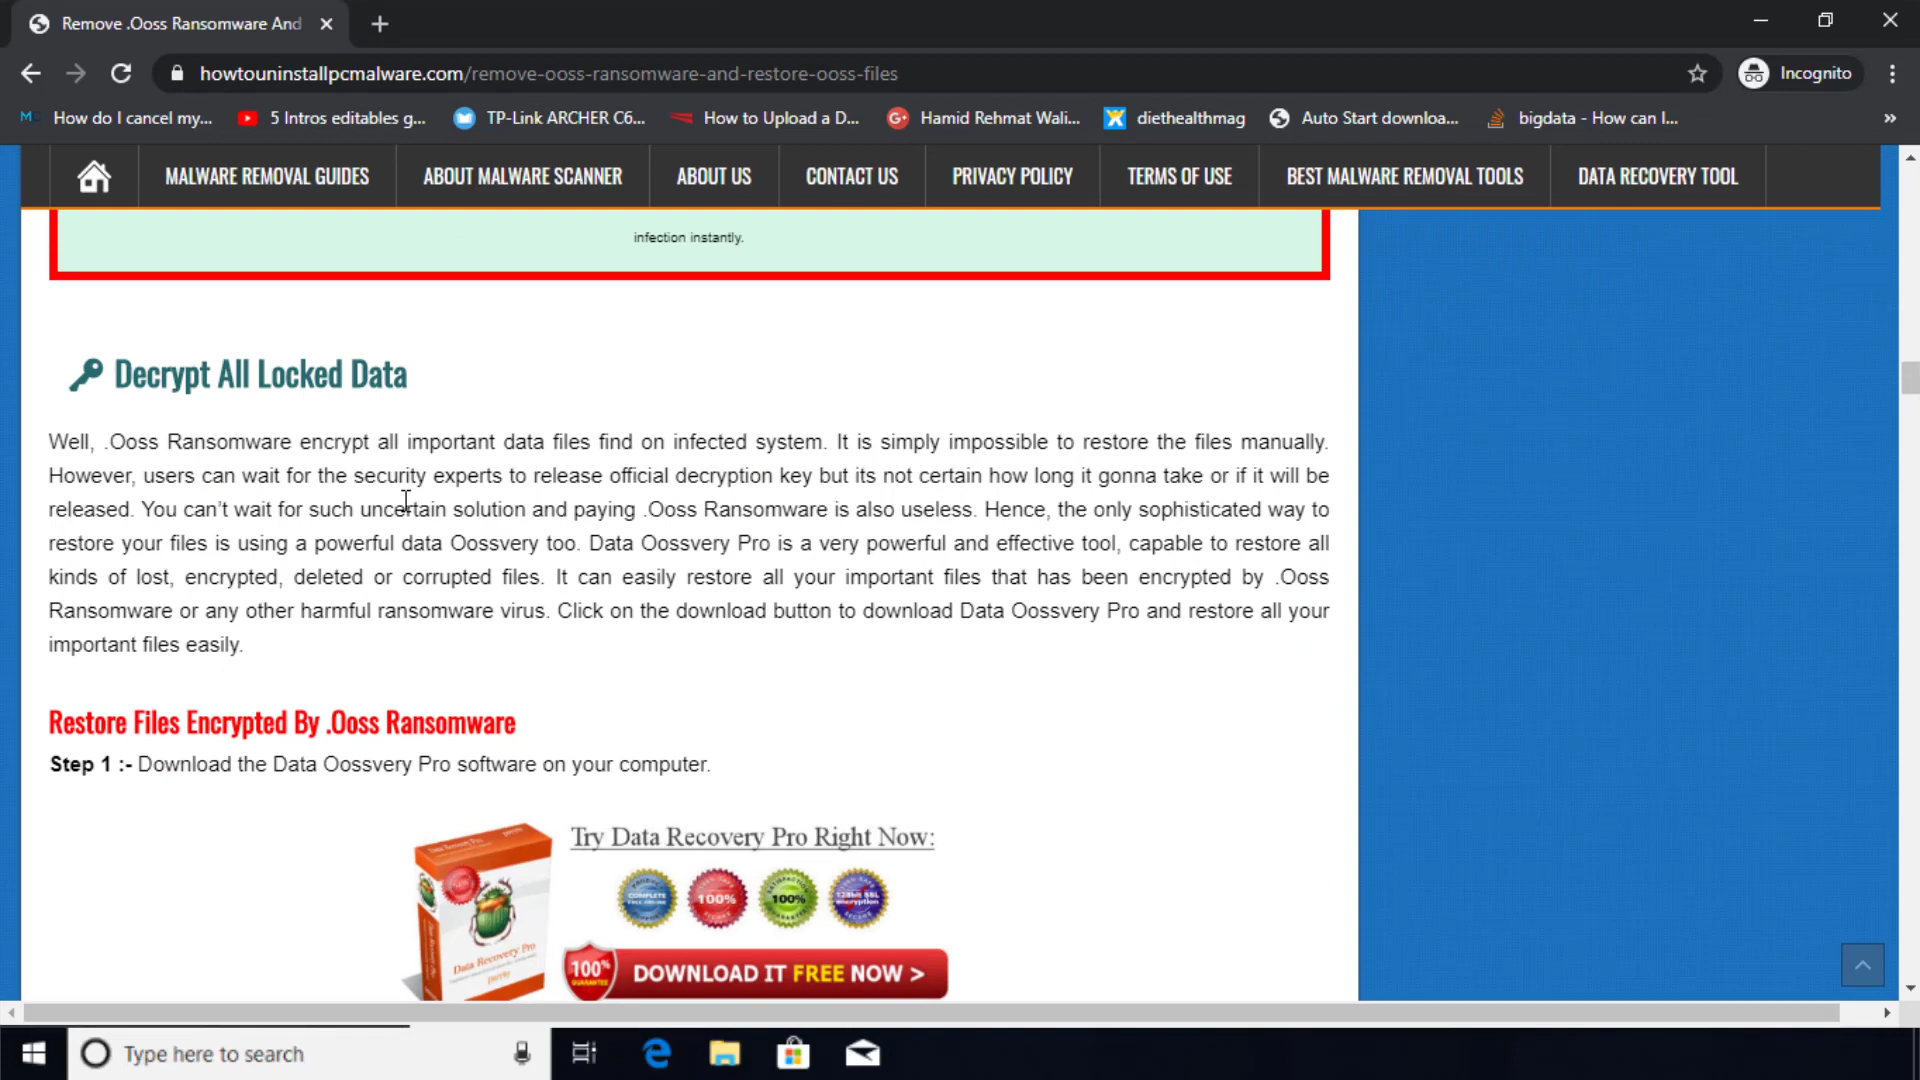 Remove .Ooss Ransomware And
howtouninstallpcmalware.com/remove-ooss-ransomware-and-restore-ooss-files
Incognito
How do I cancel my...
5 Intros editables g...
TP-Link ARCHER C6...
How to Upload a D...
Hamid Rehmat Wali...
diethealthmag
Auto Start downloa...
bigdata - How can I...
»
MALWARE REMOVAL GUIDES
ABOUT MALWARE SCANNER
ABOUT US
CONTACT US
PRIVACY POLICY
TERMS OF USE
BEST MALWARE REMOVAL TOOLS
DATA RECOVERY TOOL
infection instantly.
Decrypt All Locked Data
Well, .Ooss Ransomware encrypt all important data files find on infected system. It is simply impossible to restore the files manually.
However, users can wait for the security experts to release official decryption key but its not certain how long it gonna take or if it will be
released. You can’t wait for such uncertain solution and paying .Ooss Ransomware is also useless. Hence, the only sophisticated way to
restore your files is using a powerful data Oossvery too. Data Oossvery Pro is a very powerful and effective tool, capable to restore all
kinds of lost, encrypted, deleted or corrupted files. It can easily restore all your important files that has been encrypted by .Ooss
Ransomware or any other harmful ransomware virus. Click on the download button to download Data Oossvery Pro and restore all your
important files easily.
Restore Files Encrypted By .Ooss Ransomware
Step 1 :- Download the Data Oossvery Pro software on your computer.
Try Data Recovery Pro Right Now:
100%
100%
128bit SSL
encryption
Data Recovery Pro
100%
GUARANTEE
DOWNLOAD IT FREE NOW >
Type here to search